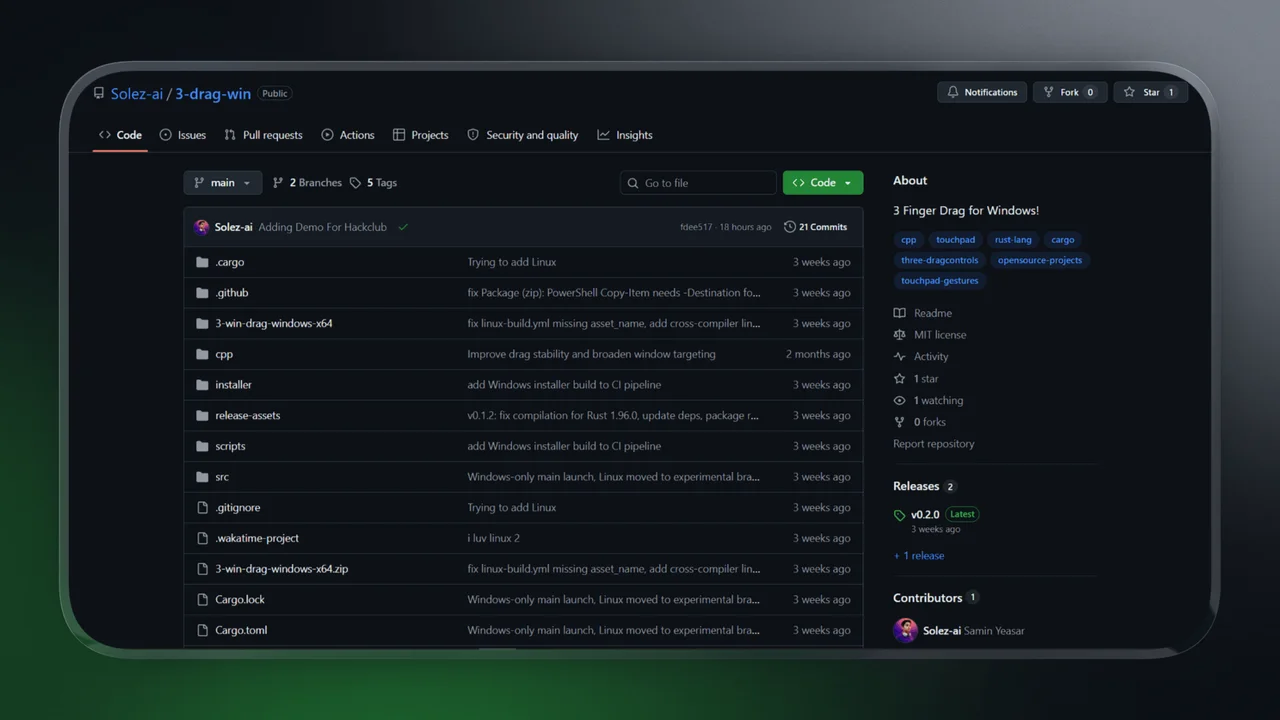 Solez-ai / 3-drag-win Public
Notifications Fork 0 Star 1
Code Issues Pull requests Actions Projects Security and quality Insights
main 2 Branches 5 Tags Go to file Code
Solez-ai Adding Demo For Hackclub fdee517 · 18 hours ago 21 Commits
.cargo Trying to add Linux 3 weeks ago
.github fix Package (zip): PowerShell Copy-Item needs -Destination fo... 3 weeks ago
3-win-drag-windows-x64 fix linux-build.yml missing asset_name, add cross-compiler lin... 3 weeks ago
cpp Improve drag stability and broaden window targeting 2 months ago
installer add Windows installer build to CI pipeline 3 weeks ago
release-assets v0.1.2: fix compilation for Rust 1.96.0, update deps, package r... 3 weeks ago
scripts add Windows installer build to CI pipeline 3 weeks ago
src Windows-only main launch, Linux moved to experimental bra... 3 weeks ago
.gitignore Trying to add Linux 3 weeks ago
.wakatime-project i luv linux 2 3 weeks ago
3-win-drag-windows-x64.zip fix linux-build.yml missing asset_name, add cross-compiler lin... 3 weeks ago
Cargo.lock Windows-only main launch, Linux moved to experimental bra... 3 weeks ago
Cargo.toml Windows-only main launch, Linux moved to experimental bra... 3 weeks ago
About
3 Finger Drag for Windows!
cpp touchpad rust-lang cargo
three-dragcontrols opensource-projects
touchpad-gestures
Readme
MIT license
Activity
1 star
1 watching
0 forks
Report repository
Releases 2
v0.2.0 Latest
3 weeks ago
+ 1 release
Contributors 1
Solez-ai Samin Yeasar